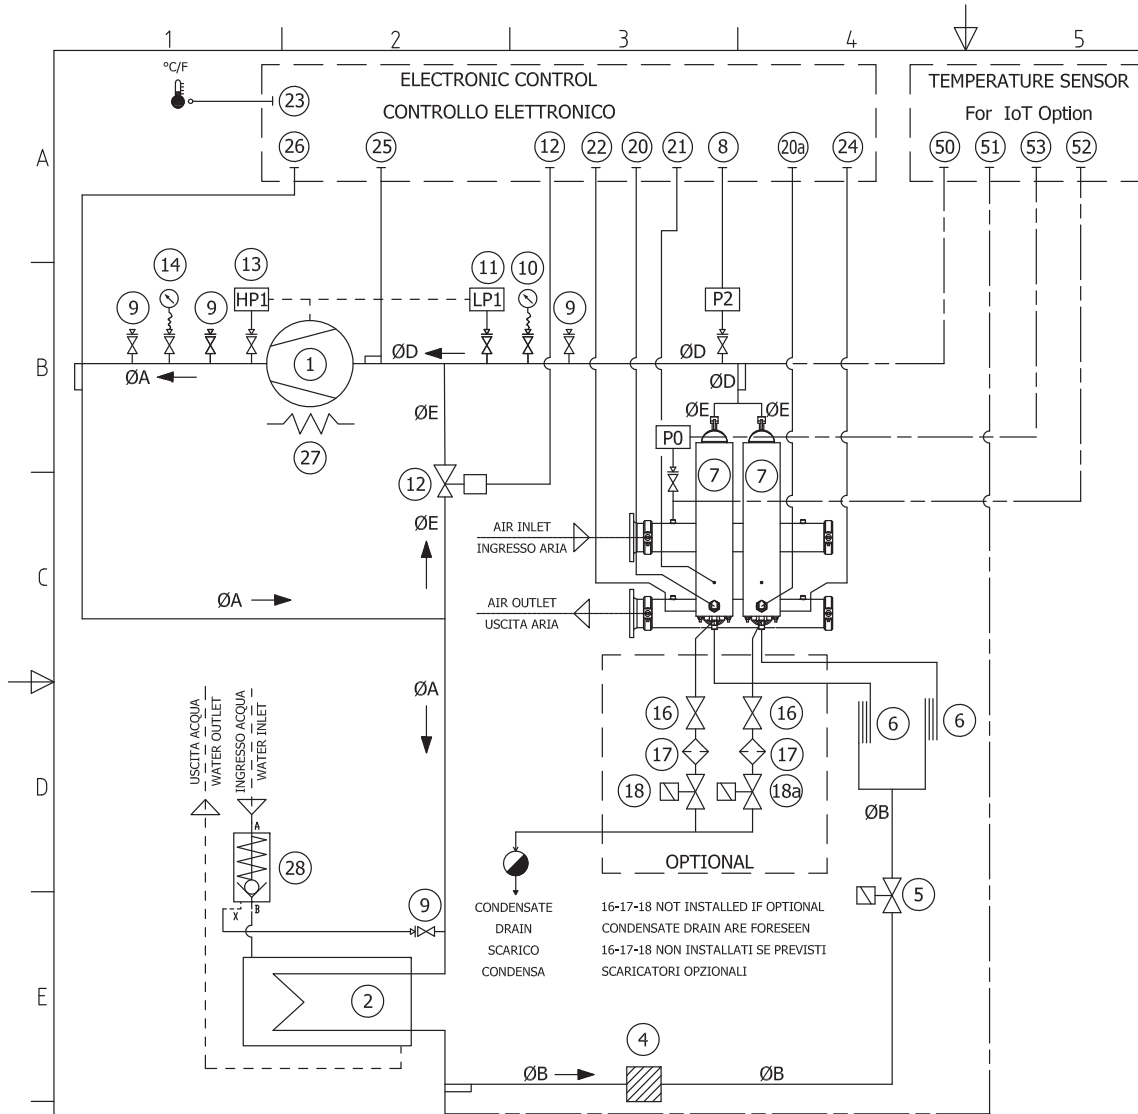 1 2 3 4 5
°C/F
ELECTRONIC CONTROL
CONTROLLO ELETTRONICO
TEMPERATURE SENSOR
For IoT Option
23
A
26 25 12 22 20 21 8 20a 24 50 51 53 52
14 13 11 10
9 9 HP1 LP1 9 P2
B
1
ØA ØD ØD
ØD
ØE ØE ØE
27
P0
12 7 7
ØE
AIR INLET
INGRESSO ARIA
C
ØA
AIR OUTLET
USCITA ARIA
ØA
USCITA ACQUA
WATER OUTLET
INGRESSO ACQUA
WATER INLET
16 16
6 6
17 17
D
18 18a
ØB
A
OPTIONAL
28
5
B
X
9
CONDENSATE
DRAIN
SCARICO
CONDENSA
16-17-18 NOT INSTALLED IF OPTIONAL
CONDENSATE DRAIN ARE FORESEEN
16-17-18 NON INSTALLATI SE PREVISTI
SCARICATORI OPZIONALI
E
2
4
ØB ØB